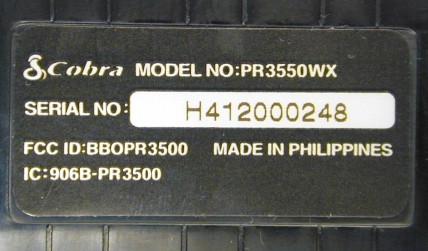 Cobra MODEL NO:PR3550WX
SERIAL NO: H412000248
FCC ID:BBOPR3500 MADE IN PHILIPPINES
IC:906B-PR3500